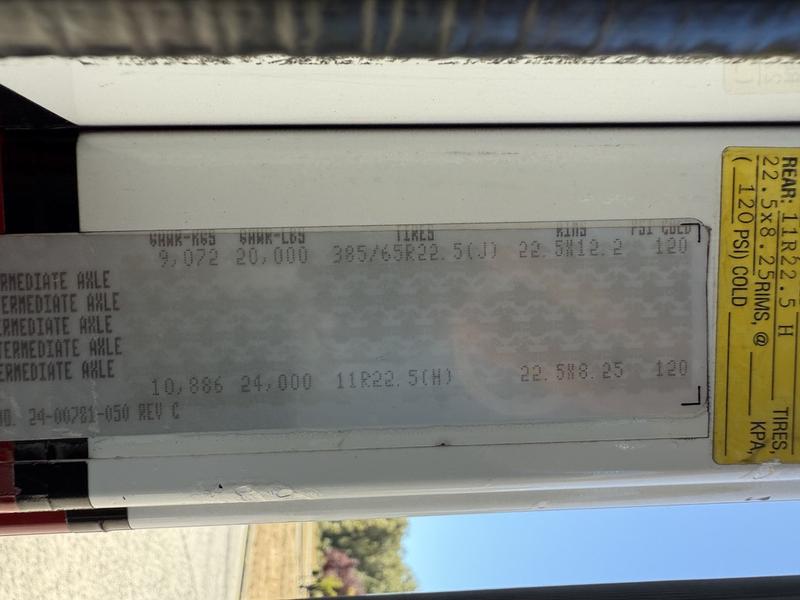 GAWR-KGS GAWR-LBS TIRES RIMS PSI COLD
9,072 20,000 385/65R22.5(J) 22.5X12.2 120
RMEDIATE AXLE
ERMEDIATE AXLE
ERMEDIATE AXLE
TERMEDIATE AXLE
ERMEDIATE AXLE
10,886 24,000 11R22.5(H) 22.5X8.25 120
NO. 24-00781-050 REV C
REAR: 11R22.5 H TIRES,
22.5x8.25 RIMS, @ KPA,
( 120 PSI) COLD